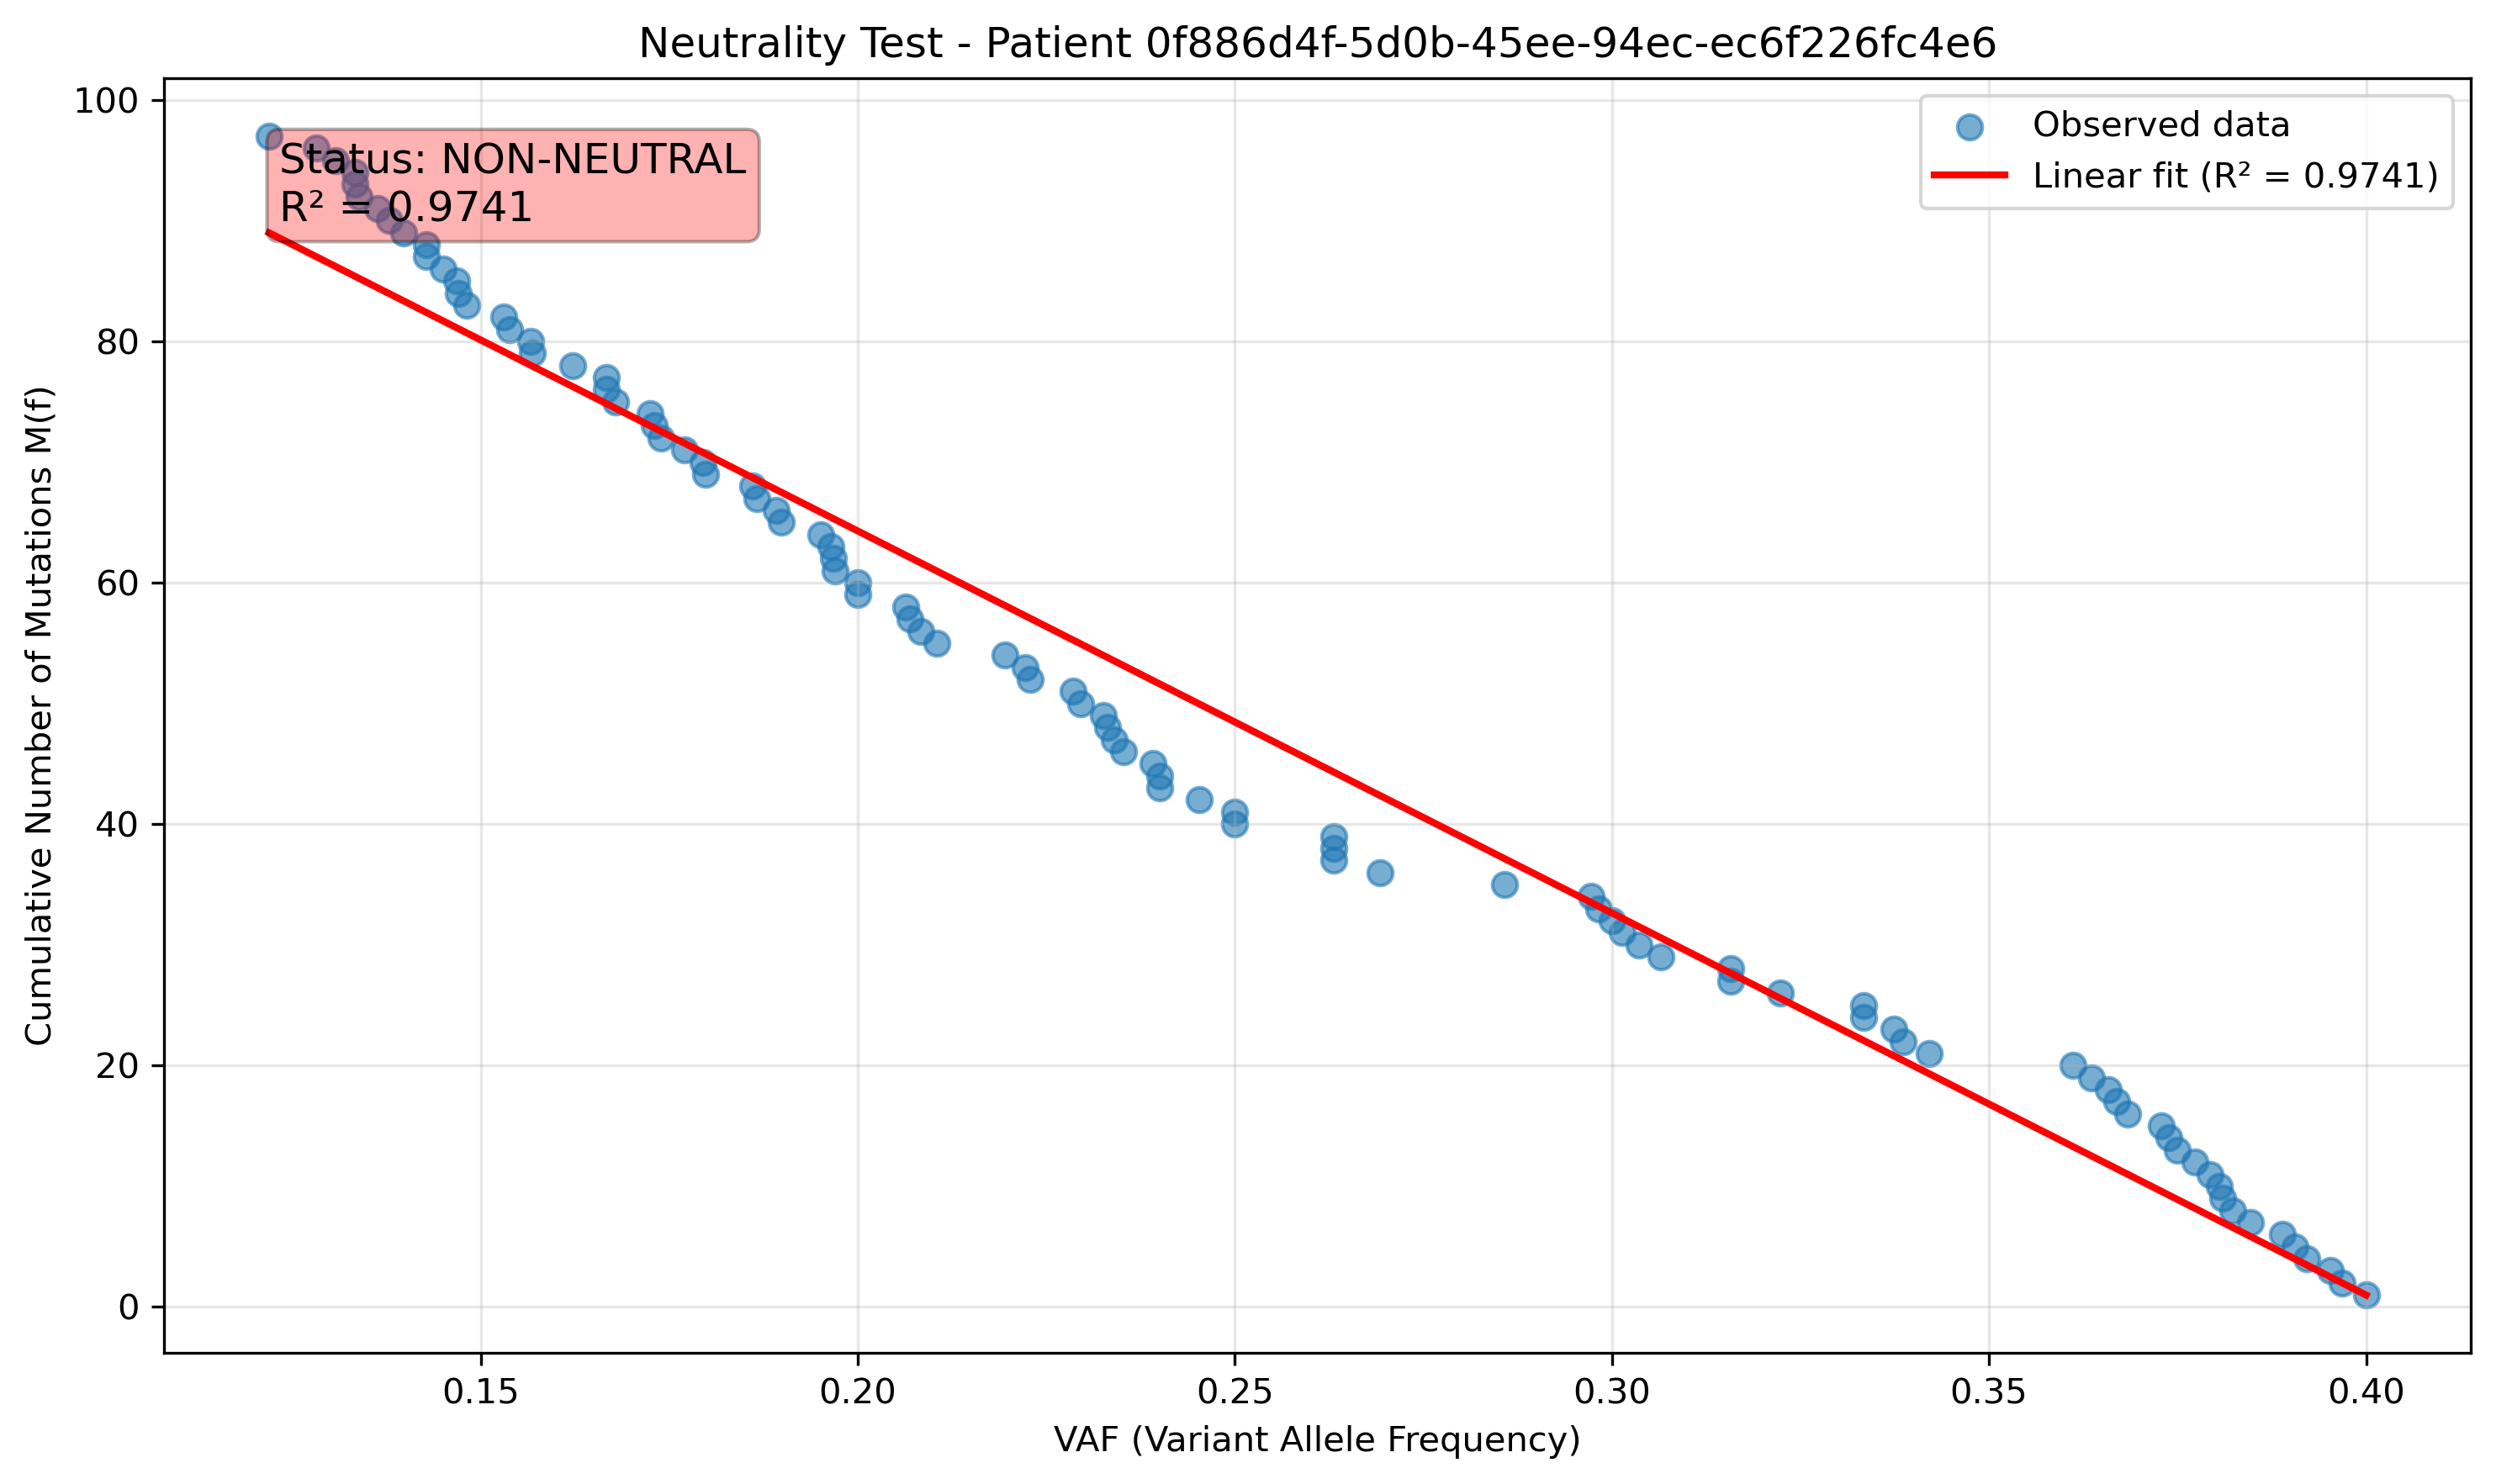 Neutrality Test - Patient 0f886d4f-5d0b-45ee-94ec-ec6f226fc4e6
Status: NON-NEUTRAL
R² = 0.9741
Observed data
Linear fit (R² = 0.9741)
Cumulative Number of Mutations M(f)
100
80
60
40
20
0
0.15
0.20
0.25
0.30
0.35
0.40
VAF (Variant Allele Frequency)